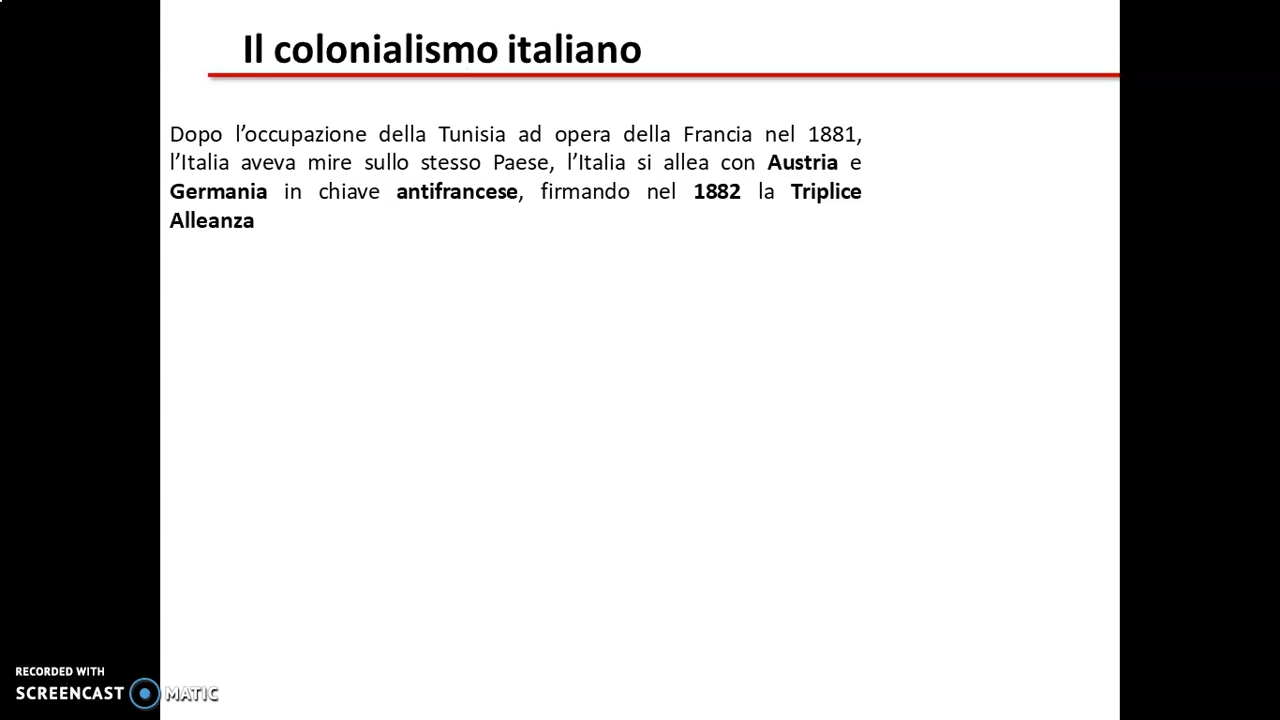 Il colonialismo italiano
Dopo l’occupazione della Tunisia ad opera della Francia nel 1881,
l’Italia aveva mire sullo stesso Paese, l’Italia si allea con Austria e
Germania in chiave antifrancese, firmando nel 1882 la Triplice
Alleanza
RECORDED WITH
SCREENCAST MATIC